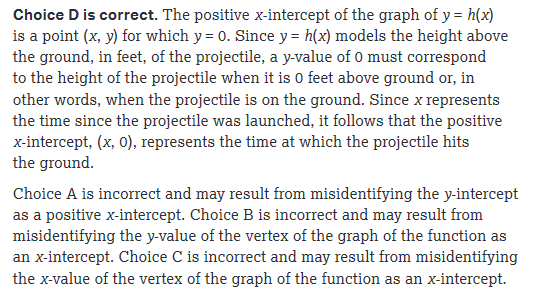 Choice D is correct. The positive x-intercept of the graph of y = h(x)
is a point (x, y) for which y = 0. Since y = h(x) models the height above
the ground, in feet, of the projectile, a y-value of 0 must correspond
to the height of the projectile when it is 0 feet above ground or, in
other words, when the projectile is on the ground. Since x represents
the time since the projectile was launched, it follows that the positive
x-intercept, (x, 0), represents the time at which the projectile hits
the ground.
Choice A is incorrect and may result from misidentifying the y-intercept
as a positive x-intercept. Choice B is incorrect and may result from
misidentifying the y-value of the vertex of the graph of the function as
an x-intercept. Choice C is incorrect and may result from misidentifying
the x-value of the vertex of the graph of the function as an x-intercept.